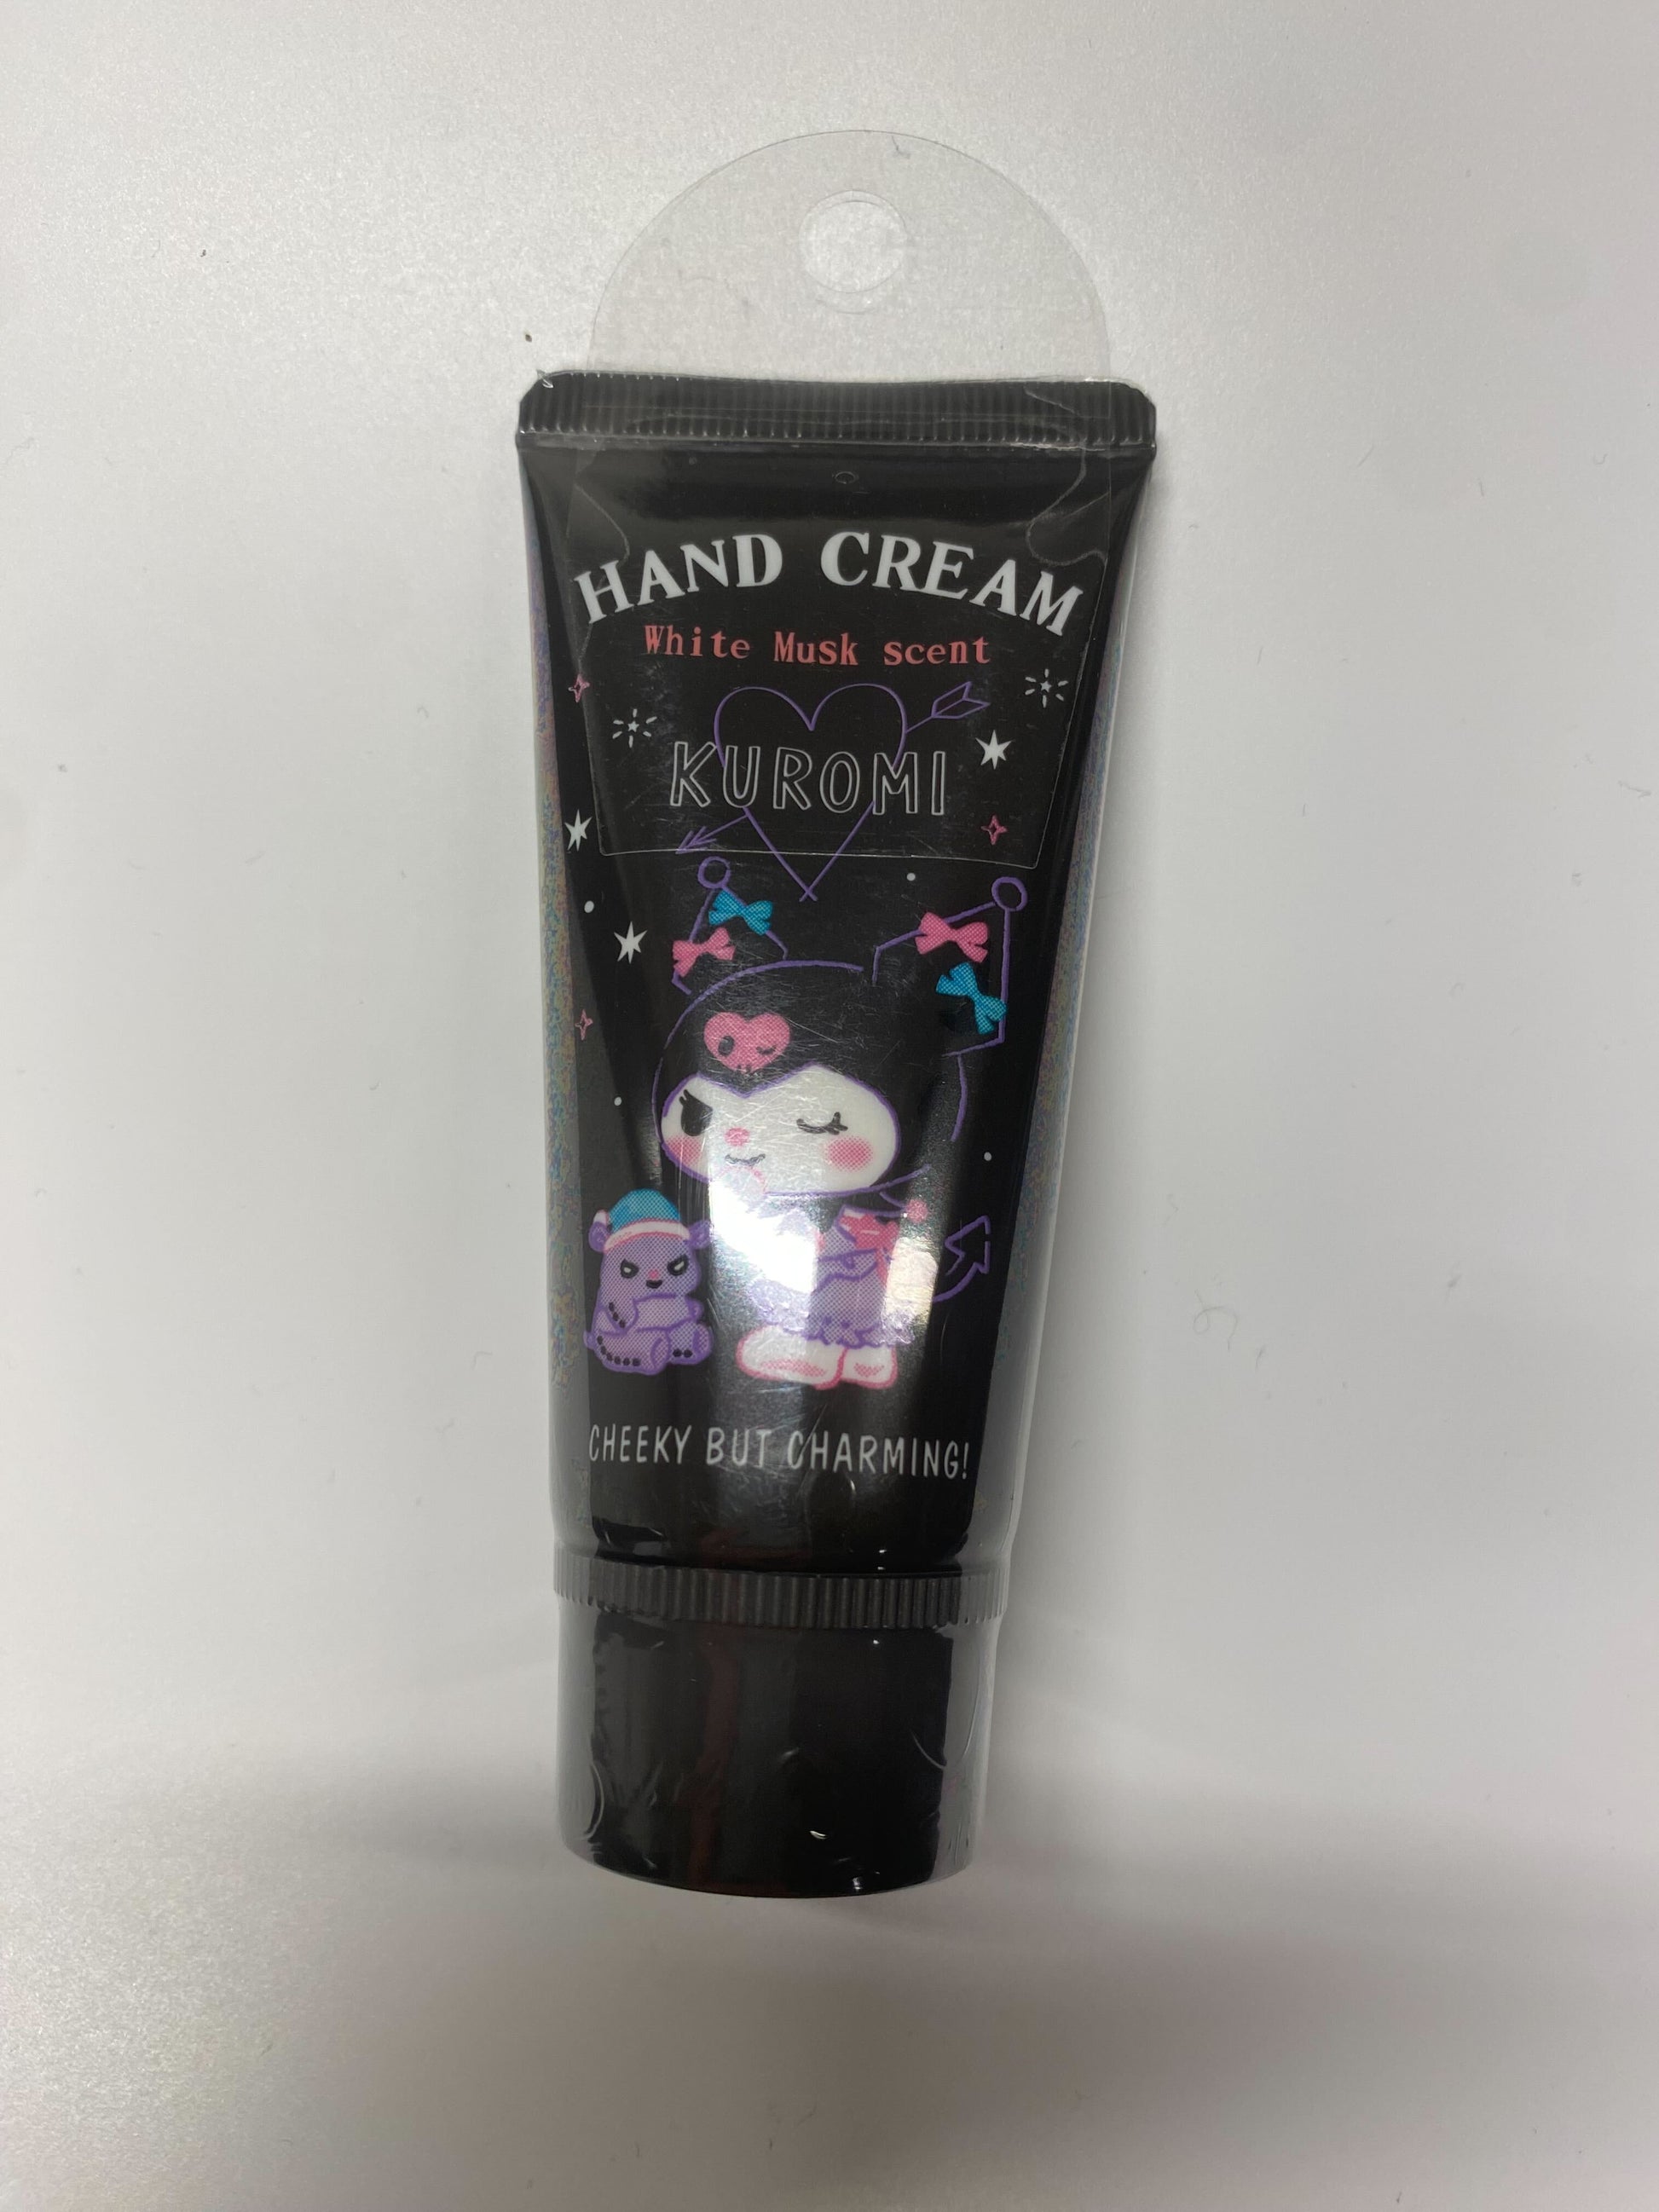 HAND CREAM
White Musk scent
KUROMI
CHEEKY BUT CHARMING!